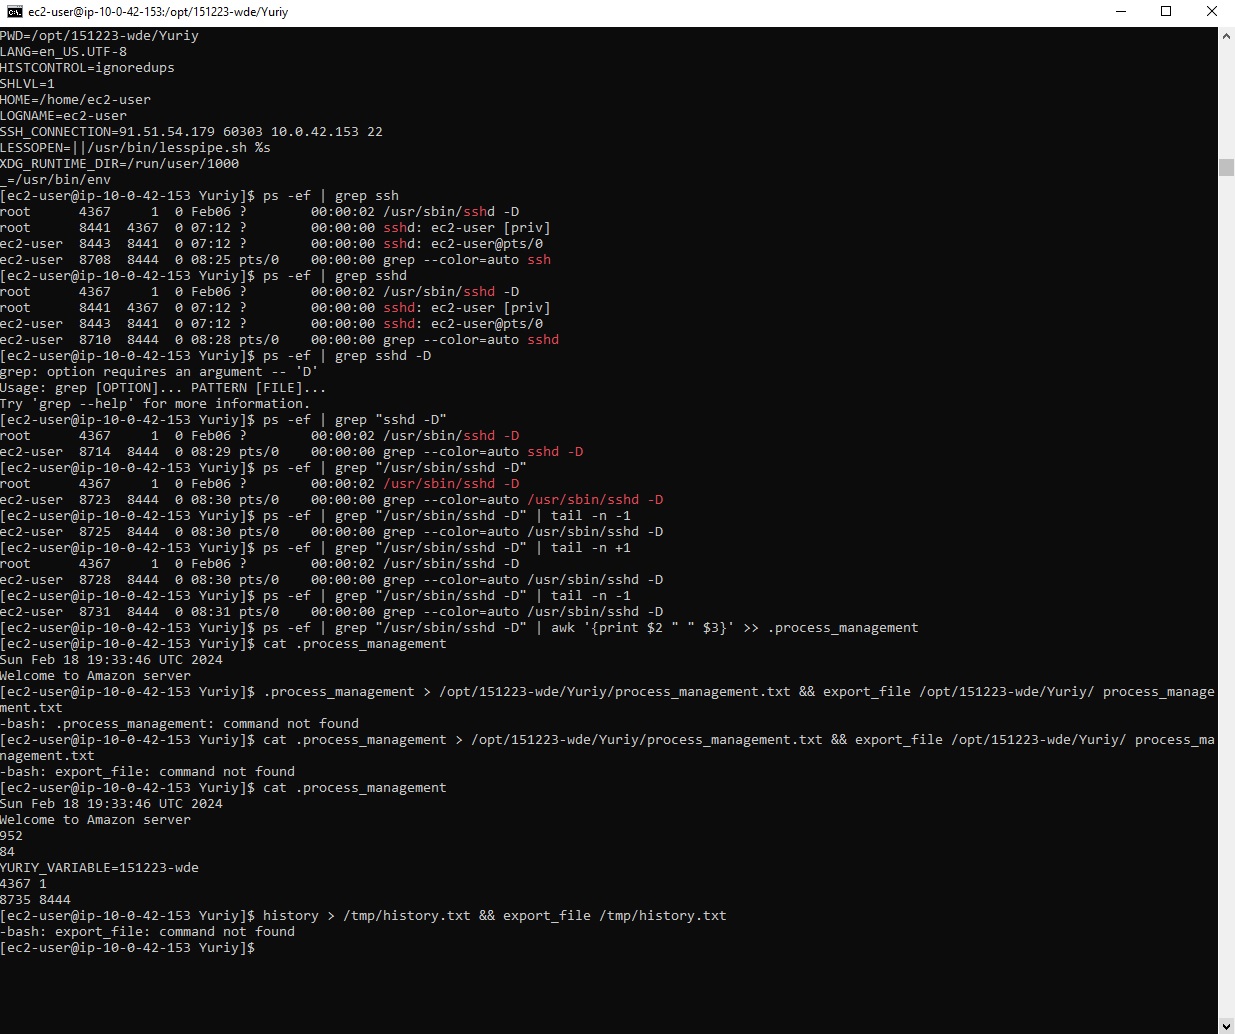 ec2-user@ip-10-0-42-153:/opt/151223-wde/Yuriy
PWD=/opt/151223-wde/Yuriy
LANG=en_US.UTF-8
HISTCONTROL=ignoredups
SHLVL=1
HOME=/home/ec2-user
LOGNAME=ec2-user
SSH_CONNECTION=91.51.54.179 60303 10.0.42.153 22
LESSOPEN=||/usr/bin/lesspipe.sh %s
XDG_RUNTIME_DIR=/run/user/1000
_=/usr/bin/env
[ec2-user@ip-10-0-42-153 Yuriy]$ ps -ef | grep ssh
root      4367     1  0 Feb06 ?        00:00:02 /usr/sbin/sshd -D
root      8441  4367  0 07:12 ?        00:00:00 sshd: ec2-user [priv]
ec2-user  8443  8441  0 07:12 ?        00:00:00 sshd: ec2-user@pts/0
ec2-user  8708  8444  0 08:25 pts/0    00:00:00 grep --color=auto ssh
[ec2-user@ip-10-0-42-153 Yuriy]$ ps -ef | grep sshd
root      4367     1  0 Feb06 ?        00:00:02 /usr/sbin/sshd -D
root      8441  4367  0 07:12 ?        00:00:00 sshd: ec2-user [priv]
ec2-user  8443  8441  0 07:12 ?        00:00:00 sshd: ec2-user@pts/0
ec2-user  8710  8444  0 08:28 pts/0    00:00:00 grep --color=auto sshd
[ec2-user@ip-10-0-42-153 Yuriy]$ ps -ef | grep sshd -D
grep: option requires an argument -- 'D'
Usage: grep [OPTION]... PATTERN [FILE]...
Try 'grep --help' for more information.
[ec2-user@ip-10-0-42-153 Yuriy]$ ps -ef | grep "sshd -D"
root      4367     1  0 Feb06 ?        00:00:02 /usr/sbin/sshd -D
ec2-user  8714  8444  0 08:29 pts/0    00:00:00 grep --color=auto sshd -D
[ec2-user@ip-10-0-42-153 Yuriy]$ ps -ef | grep "/usr/sbin/sshd -D"
root      4367     1  0 Feb06 ?        00:00:02 /usr/sbin/sshd -D
ec2-user  8723  8444  0 08:30 pts/0    00:00:00 grep --color=auto /usr/sbin/sshd -D
[ec2-user@ip-10-0-42-153 Yuriy]$ ps -ef | grep "/usr/sbin/sshd -D" | tail -n -1
ec2-user  8725  8444  0 08:30 pts/0    00:00:00 grep --color=auto /usr/sbin/sshd -D
[ec2-user@ip-10-0-42-153 Yuriy]$ ps -ef | grep "/usr/sbin/sshd -D" | tail -n +1
root      4367     1  0 Feb06 ?        00:00:02 /usr/sbin/sshd -D
ec2-user  8728  8444  0 08:30 pts/0    00:00:00 grep --color=auto /usr/sbin/sshd -D
[ec2-user@ip-10-0-42-153 Yuriy]$ ps -ef | grep "/usr/sbin/sshd -D" | tail -n -1
ec2-user  8731  8444  0 08:31 pts/0    00:00:00 grep --color=auto /usr/sbin/sshd -D
[ec2-user@ip-10-0-42-153 Yuriy]$ ps -ef | grep "/usr/sbin/sshd -D" | awk '{print $2 " " $3}' >> .process_management
[ec2-user@ip-10-0-42-153 Yuriy]$ cat .process_management
Sun Feb 18 19:33:46 UTC 2024
Welcome to Amazon server
[ec2-user@ip-10-0-42-153 Yuriy]$ .process_management > /opt/151223-wde/Yuriy/process_management.txt && export_file /opt/151223-wde/Yuriy/ process_manage
ment.txt
-bash: .process_management: command not found
[ec2-user@ip-10-0-42-153 Yuriy]$ cat .process_management > /opt/151223-wde/Yuriy/process_management.txt && export_file /opt/151223-wde/Yuriy/ process_ma
nagement.txt
-bash: export_file: command not found
[ec2-user@ip-10-0-42-153 Yuriy]$ cat .process_management
Sun Feb 18 19:33:46 UTC 2024
Welcome to Amazon server
952
84
YURIY_VARIABLE=151223-wde
4367 1
8735 8444
[ec2-user@ip-10-0-42-153 Yuriy]$ history > /tmp/history.txt && export_file /tmp/history.txt
-bash: export_file: command not found
[ec2-user@ip-10-0-42-153 Yuriy]$